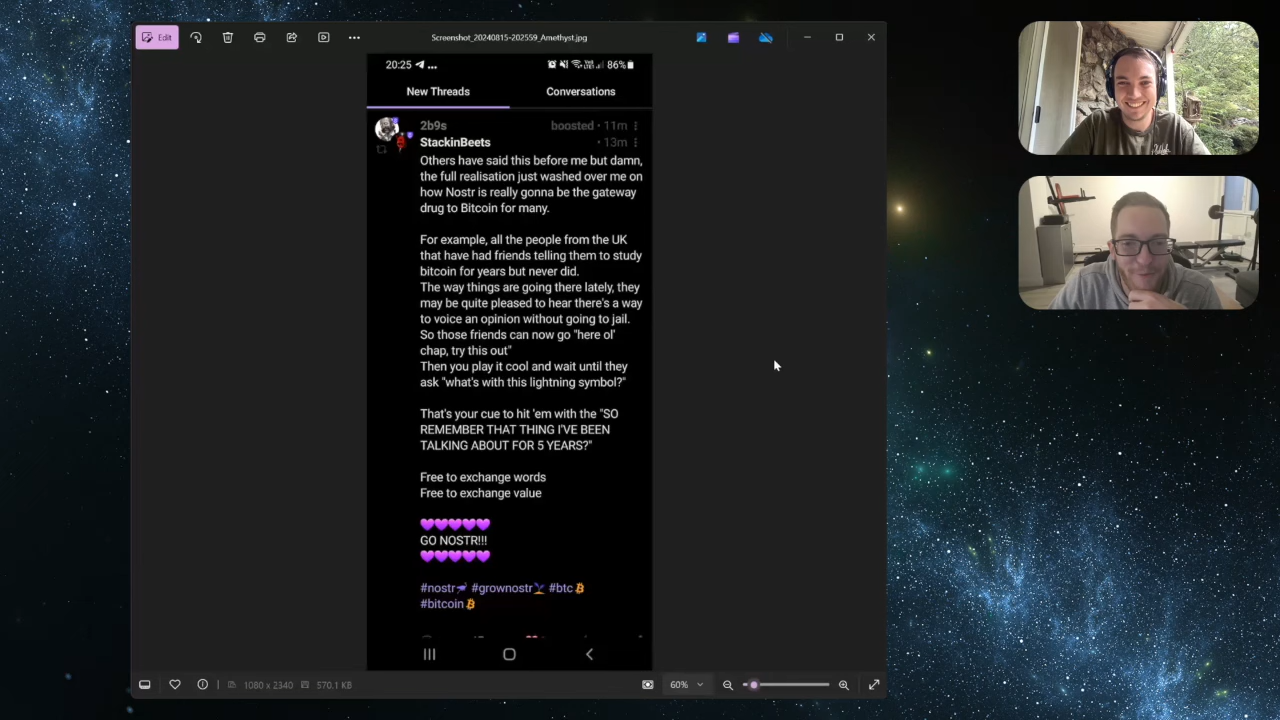 Edit
Screenshot_20240815-202559_Amethyst.jpg
20:25
86%
New Threads
Conversations
2b9s
boosted • 11m
StackinBeets
• 13m
Others have said this before me but damn,
the full realisation just washed over me on
how Nostr is really gonna be the gateway
drug to Bitcoin for many.
For example, all the people from the UK
that have had friends telling them to study
bitcoin for years but never did.
The way things are going there lately, they
may be quite pleased to hear there's a way
to voice an opinion without going to jail.
So those friends can now go "here ol'
chap, try this out"
Then you play it cool and wait until they
ask "what's with this lightning symbol?"
That's your cue to hit 'em with the "SO
REMEMBER THAT THING I'VE BEEN
TALKING ABOUT FOR 5 YEARS?"
Free to exchange words
Free to exchange value
💜💜💜💜💜💜
GO NOSTR!!!
💜💜💜💜💜💜
#nostr #grownostr #btc
#bitcoin
1080 x 2340
570.1 KB
60%